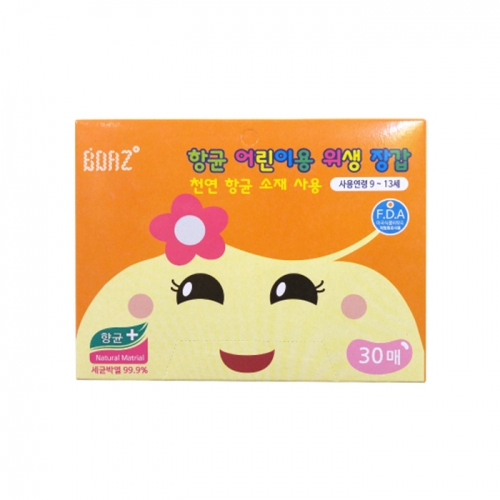 BOAZ
항균 어린이용 위생 장갑
천연 항균 소재 사용
사용연령 9 ~ 13세
F.D.A
항균 +
Natural Matrial
세균박멸 99.9%
30매